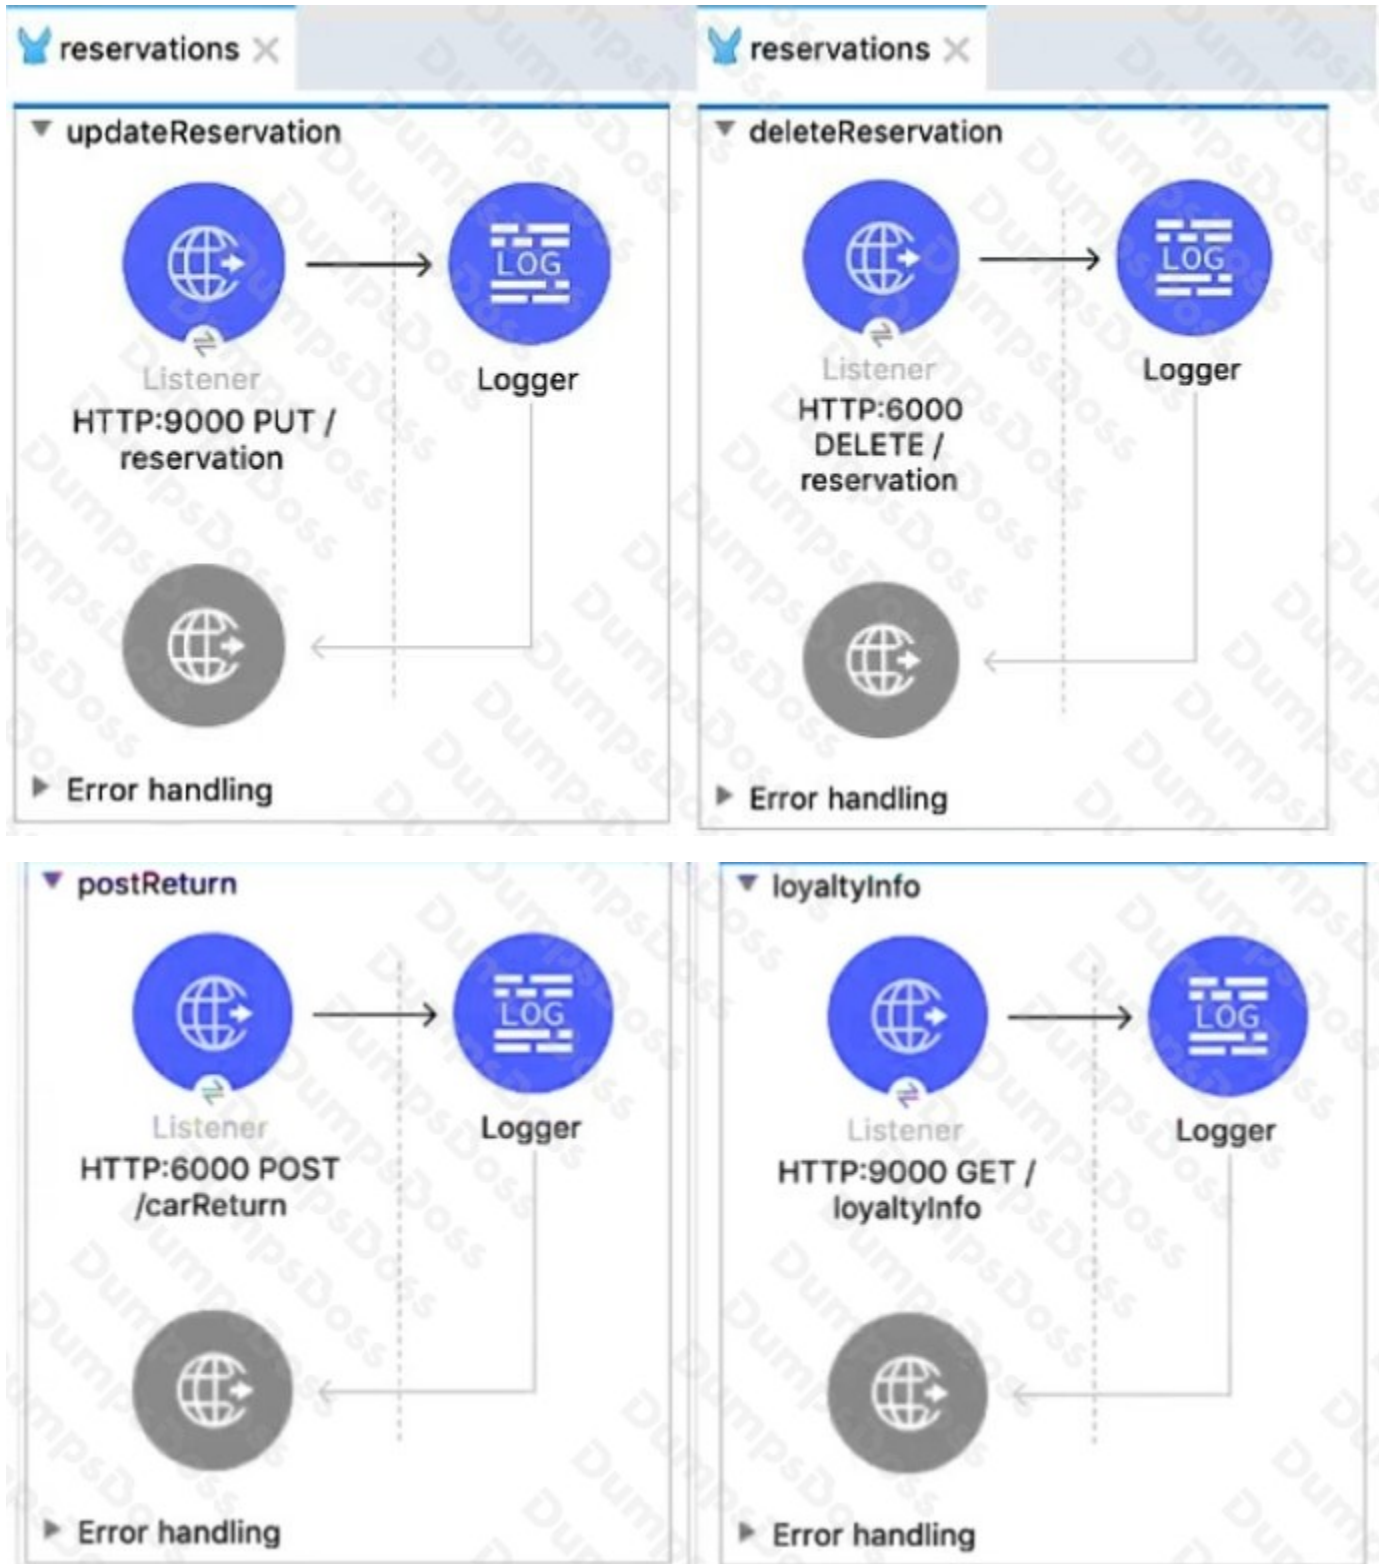 reservations
updateReservation
LOG
Listener
Logger
HTTP:9000 PUT /
reservation
Error handling
reservations
deleteReservation
LOG
Listener
Logger
HTTP:6000
DELETE /
reservation
Error handling
postReturn
LOG
Listener
Logger
HTTP:6000 POST
/carReturn
Error handling
loyaltyInfo
LOG
Listener
Logger
HTTP:9000 GET /
loyaltyInfo
Error handling
DumpsDoss